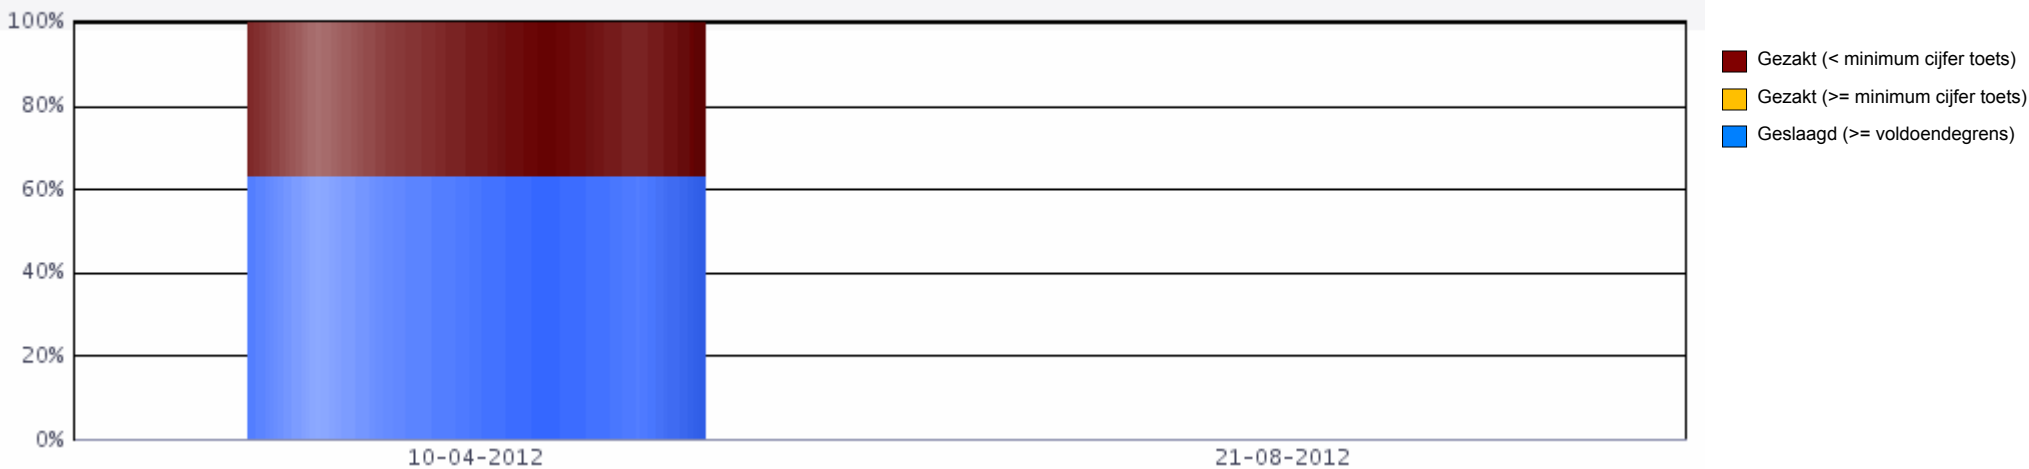 100%
80%
60%
40%
20%
0%
10-04-2012
21-08-2012
Gezakt (< minimum cijfer toets)
Gezakt (>= minimum cijfer toets)
Geslaagd (>= voldoendegrens)